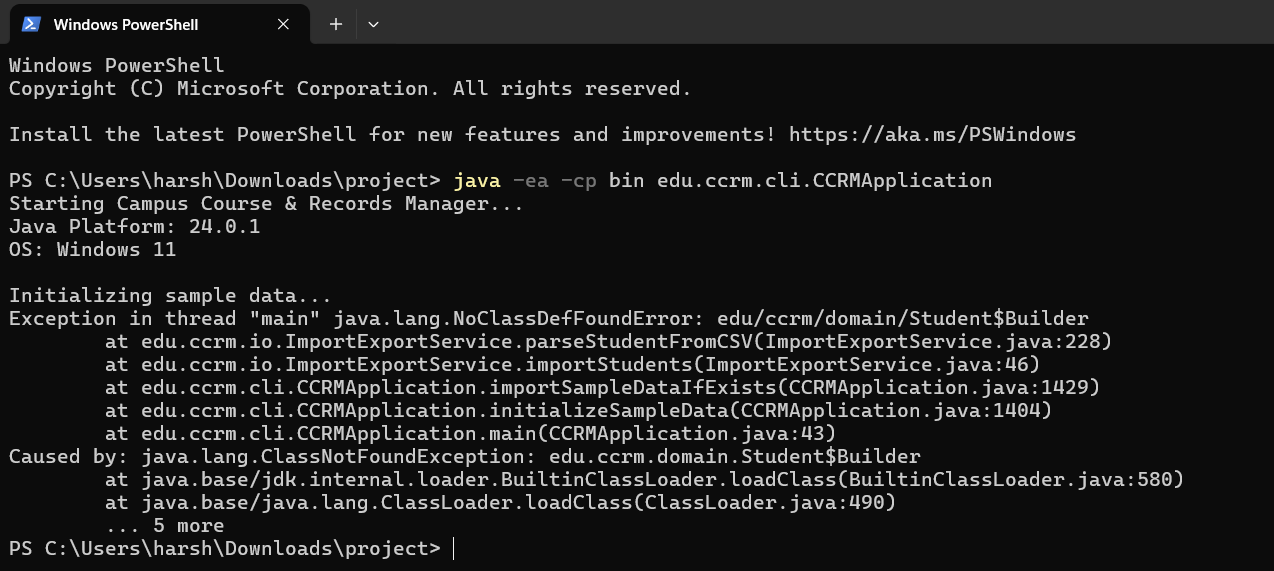 Windows PowerShell
Windows PowerShell
Copyright (C) Microsoft Corporation. All rights reserved.
Install the latest PowerShell for new features and improvements! https://aka.ms/PSWindows
PS C:\Users\harsh\Downloads\project> java -ea -cp bin edu.ccrm.cli.CCRMApplication
Starting Campus Course & Records Manager...
Java Platform: 24.0.1
OS: Windows 11
Initializing sample data...
Exception in thread "main" java.lang.NoClassDefFoundError: edu/ccrm/domain/Student$Builder
        at edu.ccrm.io.ImportExportService.parseStudentFromCSV(ImportExportService.java:228)
        at edu.ccrm.io.ImportExportService.importStudents(ImportExportService.java:46)
        at edu.ccrm.cli.CCRMApplication.importSampleDataIfExists(CCRMApplication.java:1429)
        at edu.ccrm.cli.CCRMApplication.initializeSampleData(CCRMApplication.java:1404)
        at edu.ccrm.cli.CCRMApplication.main(CCRMApplication.java:43)
Caused by: java.lang.ClassNotFoundException: edu.ccrm.domain.Student$Builder
        at java.base/jdk.internal.loader.BuiltinClassLoader.loadClass(BuiltinClassLoader.java:580)
        at java.base/java.lang.ClassLoader.loadClass(ClassLoader.java:490)
        ... 5 more
PS C:\Users\harsh\Downloads\project>